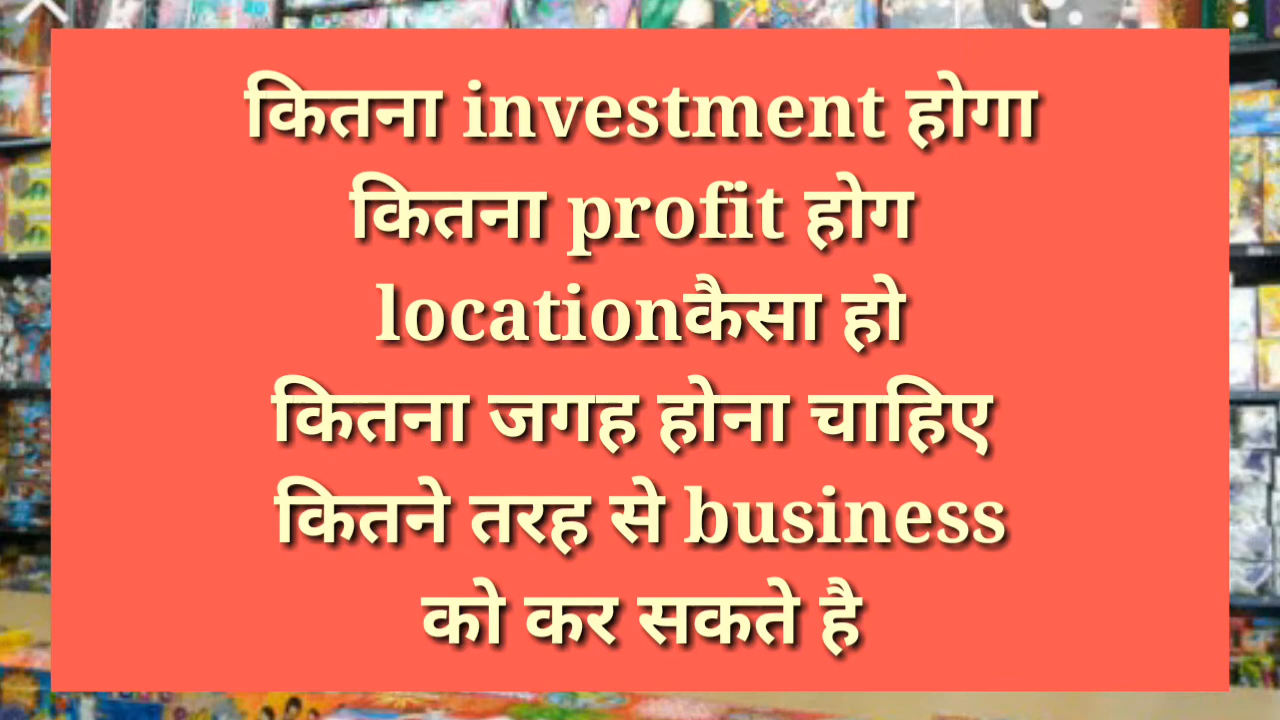 कितना investment होगा
कितना profit होग
locationकैसा हो
कितना जगह होना चाहिए
कितने तरह से business
को कर सकते है